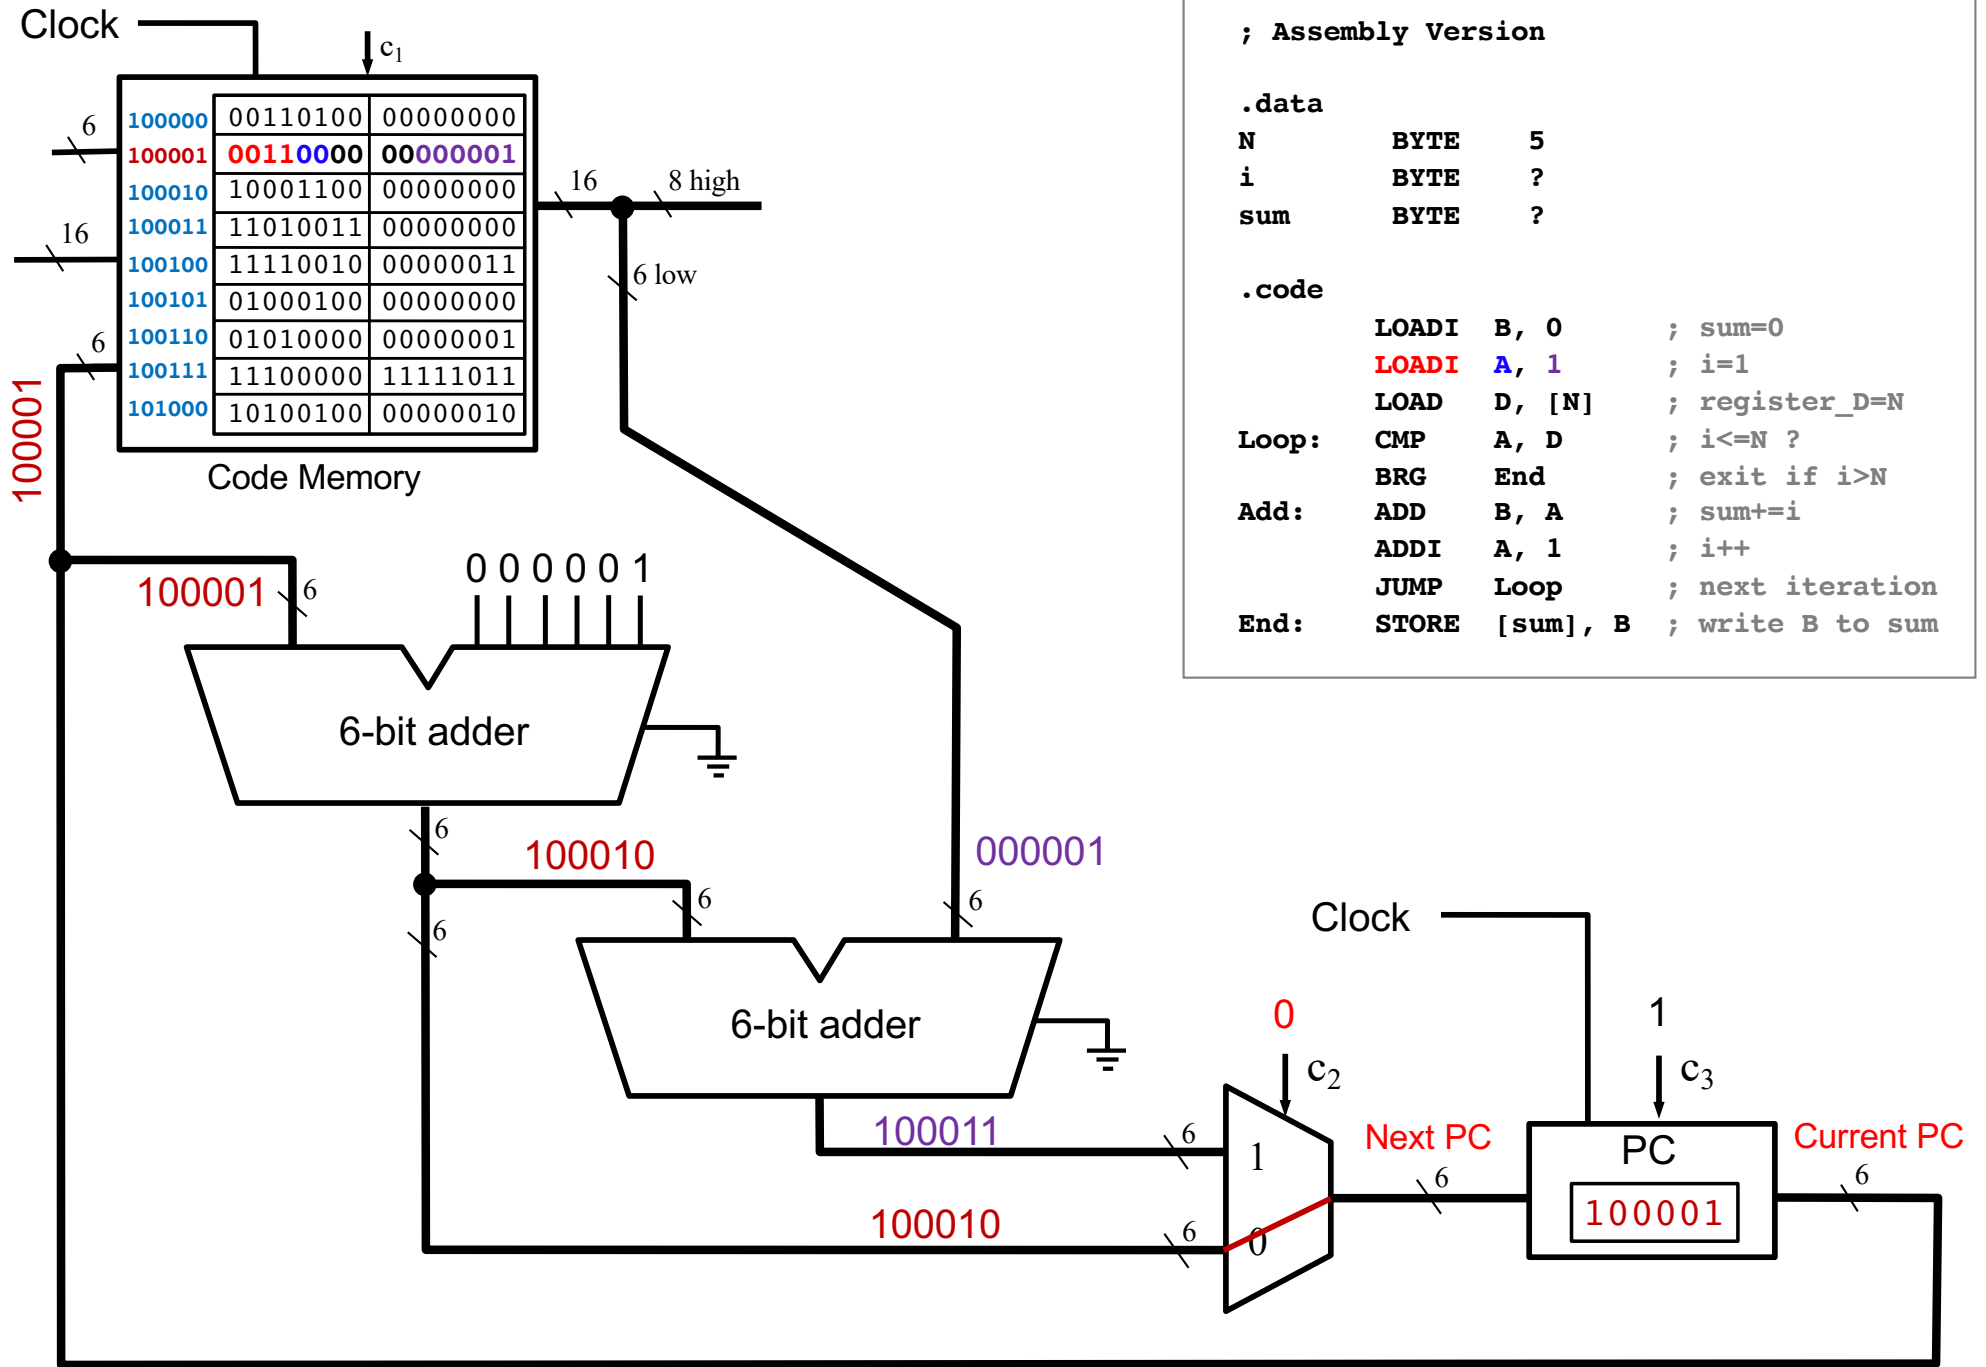 Clock
c1
6
16
6
100000 00110100 00000000
100001 00110000 00000001
100010 10001100 00000000
100011 11010011 00000000
100100 11110010 00000011
100101 01000100 00000000
100110 01010000 00000001
100111 11100000 11111011
101000 10100100 00000010
Code Memory
16
8 high
6 low
100001
100001
6
0 0 0 0 0 1
6-bit adder
6
100010
6
6
000001
6
6-bit adder
100011
6
100010
6
0
c2
1
0
Next PC
6
Clock
1
c3
PC
100001
Current PC
6
; Assembly Version
.data
N BYTE 5
i BYTE ?
sum BYTE ?
.code
LOADI B, 0 ; sum=0
LOADI A, 1 ; i=1
LOAD D, [N] ; register_D=N
Loop: CMP A, D ; i<=N ?
BRG End ; exit if i>N
Add: ADD B, A ; sum+=i
ADDI A, 1 ; i++
JUMP Loop ; next iteration
End: STORE [sum], B ; write B to sum